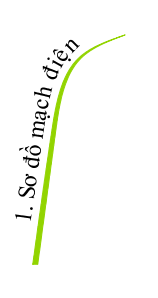 1. Sơ đồ mạch điện